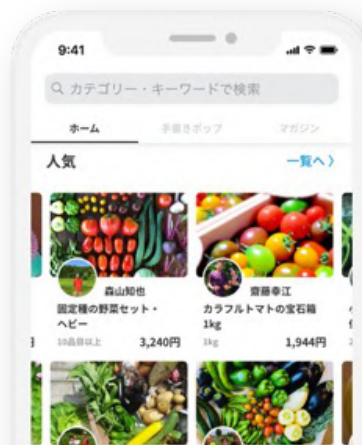 9:41
カテゴリー・キーワードで検索
ホーム
手書きポップ
マガジン
人気
一覧へ〉
森山知也
固定種の野菜セット・
ヘビー
10品目以上
3,240円
齋藤幸江
カラフルトマトの宝石箱
1kg
1kg
1,944円